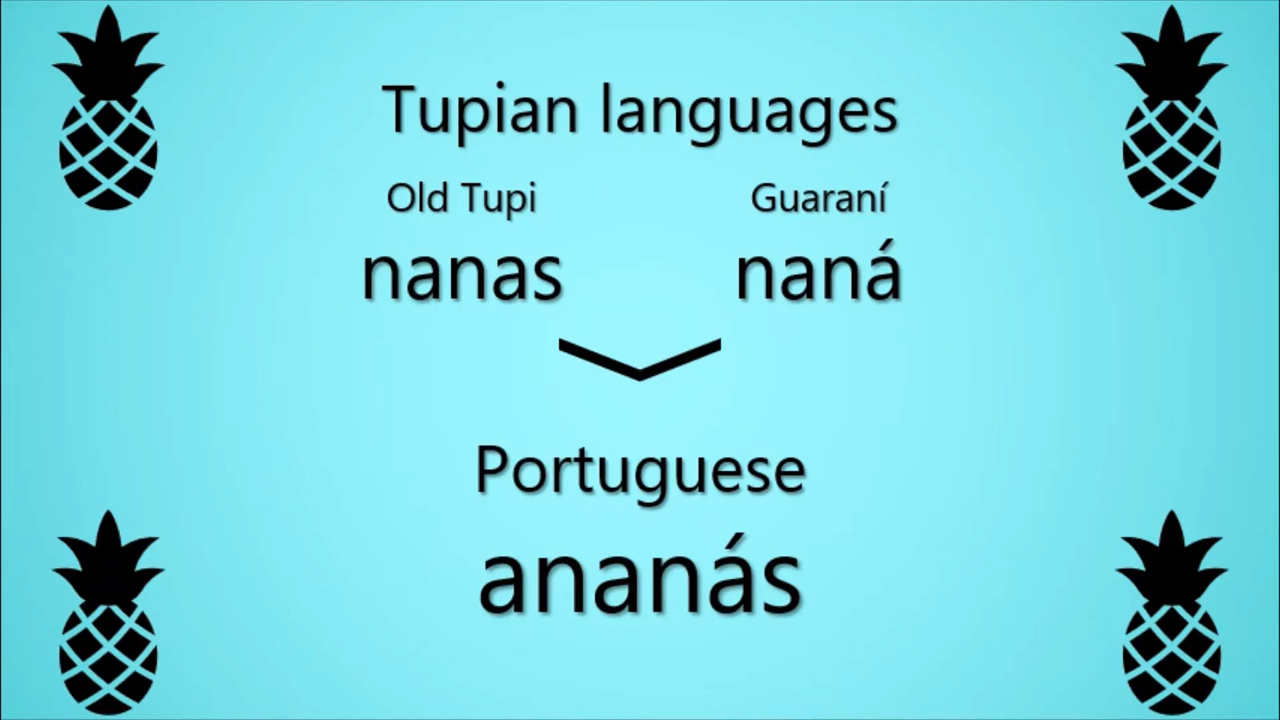 Tupian languages
Old Tupi Guaraní
nanas naná
Portuguese
ananás